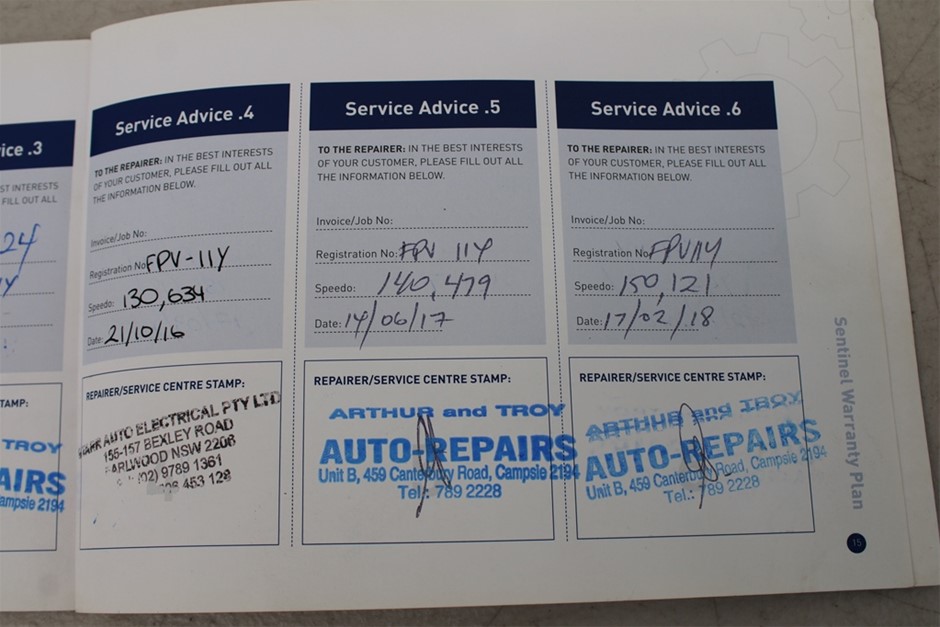 ice .3
ST INTERESTS
FILL OUT ALL
24
Y
TAMP:
TROY
AIRS
ampsie 2194
Service Advice .4
TO THE REPAIRER: IN THE BEST INTERESTS
OF YOUR CUSTOMER, PLEASE FILL OUT ALL
THE INFORMATION BELOW.
Invoice/Job No:
Registration No: FPV-11Y
Speedo: 130,634
Date: 21/10/16
REPAIRER/SERVICE CENTRE STAMP:
AUTO ELECTRICAL PTY LTD
155-157 BEXLEY ROAD
EARLWOOD NSW 2206
(02) 9789 1361
453 128
Service Advice .5
TO THE REPAIRER: IN THE BEST INTERESTS
OF YOUR CUSTOMER, PLEASE FILL OUT ALL
THE INFORMATION BELOW.
Invoice/Job No:
Registration No: FPV 11Y
Speedo: 140,479
Date: 14/06/17
REPAIRER/SERVICE CENTRE STAMP:
ARTHUR and TROY
AUTO-REPAIRS
Unit B, 459 Canterbury Road, Campsie 2194
Tel.: 789 2228
Service Advice .6
TO THE REPAIRER: IN THE BEST INTERESTS
OF YOUR CUSTOMER, PLEASE FILL OUT ALL
THE INFORMATION BELOW.
Invoice/Job No:
Registration No: FPV11Y
Speedo: 150,121
Date: 17/02/18
REPAIRER/SERVICE CENTRE STAMP:
ARTHUR and TROY
AUTO-REPAIRS
Unit B, 459 Canterbury Road, Campsie 2194
Tel.: 789 2228
Sentinel Warranty Plan
15